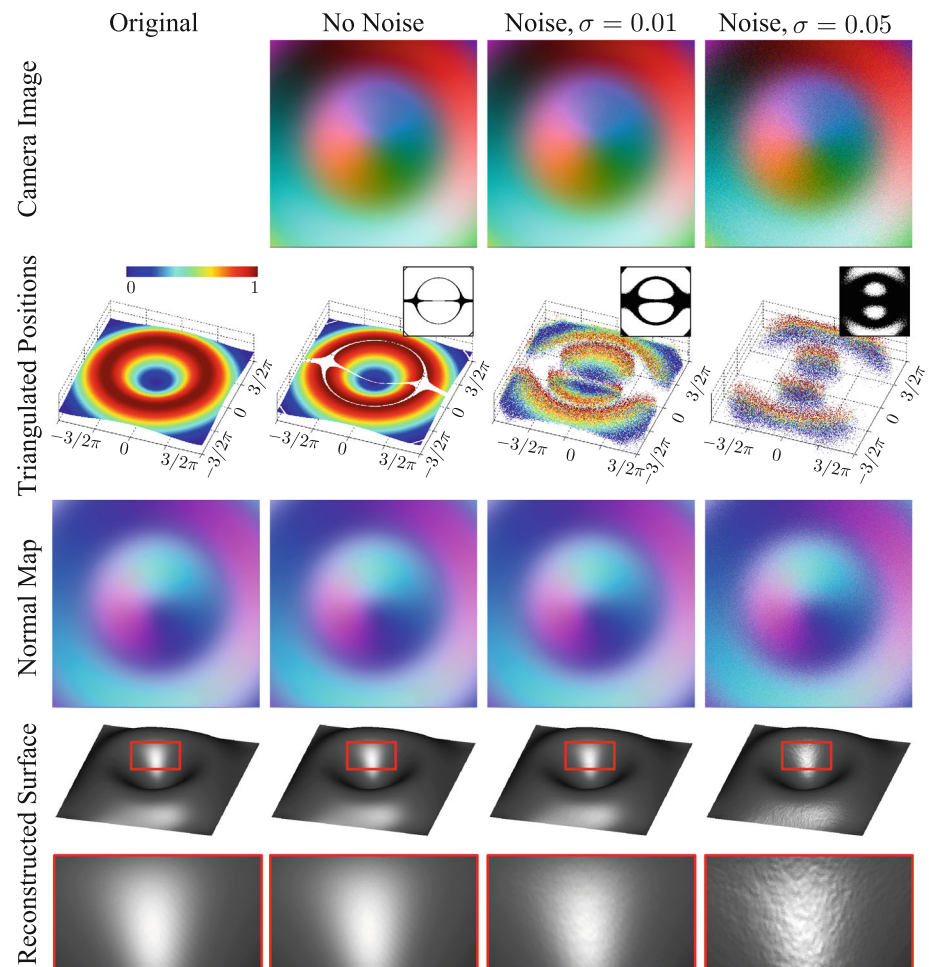 Original
No Noise
Noise, σ = 0.01
Noise, σ = 0.05
Camera Image
Triangulated Positions
0
1
−3/2π
0
3/2π
−3/2π
0
3/2π
−3/2π
0
3/2π
−3/2π
0
3/2π
−3/2π
0
3/2π
−3/2π
0
3/2π
−3/2π
0
3/2π
−3/2π
0
3/2π
Normal Map
Reconstructed Surface